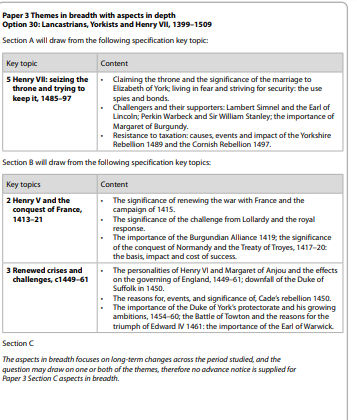 Paper 3 Themes in breadth with aspects in depth
Option 30: Lancastrians, Yorkists and Henry VII, 1399–1509
Section A will draw from the following specification key topic:
Key topic
Content
5 Henry VII: seizing the throne and trying to keep it, 1485–97
• Claiming the throne and the significance of the marriage to
Elizabeth of York; living in fear and striving for security: the use
spies and bonds.
• Challengers and their supporters: Lambert Simnel and the Earl of
Lincoln; Perkin Warbeck and Sir William Stanley; the importance of
Margaret of Burgundy.
• Resistance to taxation: causes, events and impact of the Yorkshire
Rebellion 1489 and the Cornish Rebellion 1497.
Section B will draw from the following specification key topics:
Key topics
Content
2 Henry V and the
conquest of France,
1413–21
• The significance of renewing the war with France and the
campaign of 1415.
• The significance of the challenge from Lollardy and the royal
response.
• The importance of the Burgundian Alliance 1419; the significance
of the conquest of Normandy and the Treaty of Troyes, 1417–20:
the basis, impact and cost of success.
3 Renewed crises and
challenges, c1449–61
• The personalities of Henry VI and Margaret of Anjou and the effects
on the governing of England, 1449–61; downfall of the Duke of
Suffolk in 1450.
• The reasons for, events, and significance of, Cade's rebellion 1450.
• The importance of the Duke of York's protectorate and his growing
ambitions, 1454–60; the Battle of Towton and the reasons for the
triumph of Edward IV 1461: the importance of the Earl of Warwick.
Section C
The aspects in breadth focuses on long-term changes across the period studied, and the
question may draw on one or both of the themes, therefore no advance notice is supplied for
Paper 3 Section C aspects in breadth.